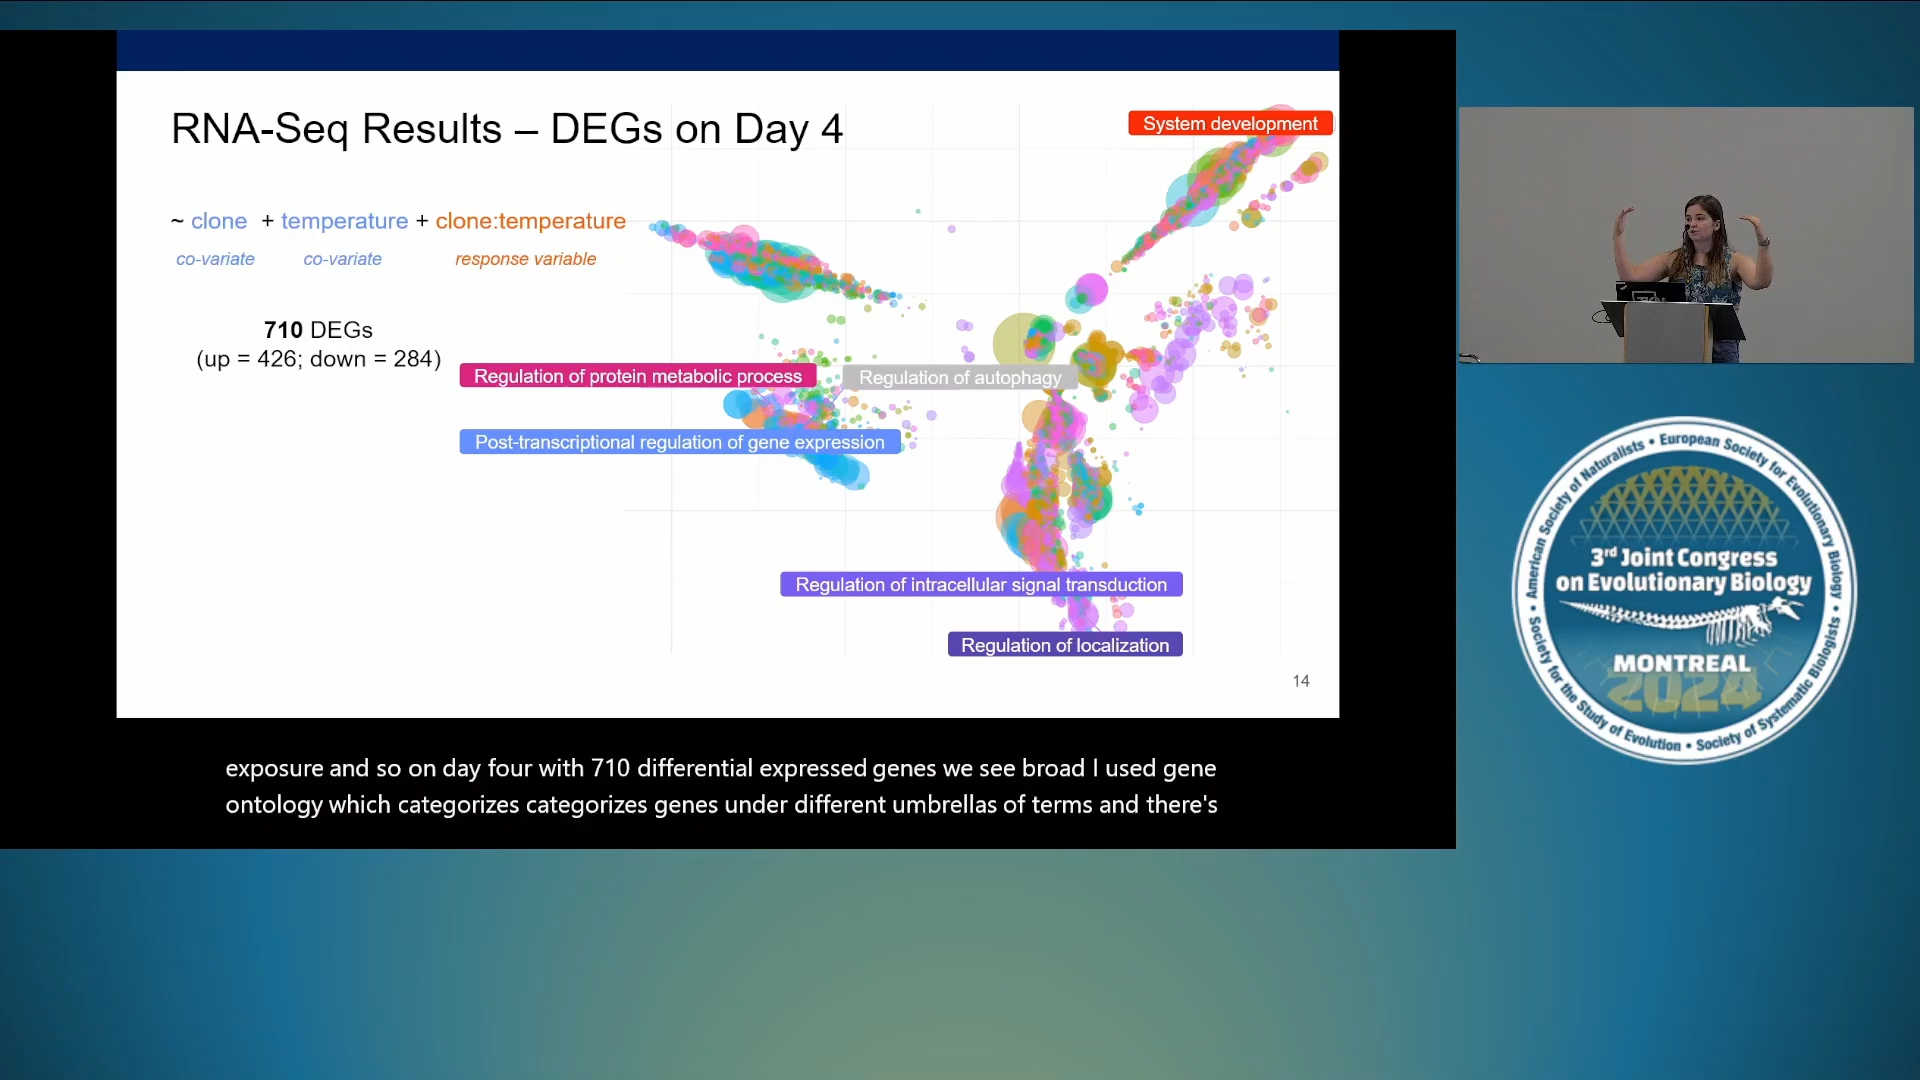 RNA-Seq Results – DEGs on Day 4
System development
~ clone + temperature + clone:temperature
co-variate co-variate response variable
710 DEGs
(up = 426; down = 284)
Regulation of protein metabolic process
Regulation of autophagy
Post-transcriptional regulation of gene expression
Regulation of intracellular signal transduction
Regulation of localization
14
exposure and so on day four with 710 differential expressed genes we see broad I used gene
ontology which categorizes categorizes genes under different umbrellas of terms and there's
American Society of Naturalists • European Society for Evolutionary Biology • Society of Systematic Biologists • Society for the Study of Evolution •
3rd Joint Congress
on Evolutionary Biology
MONTREAL
2024